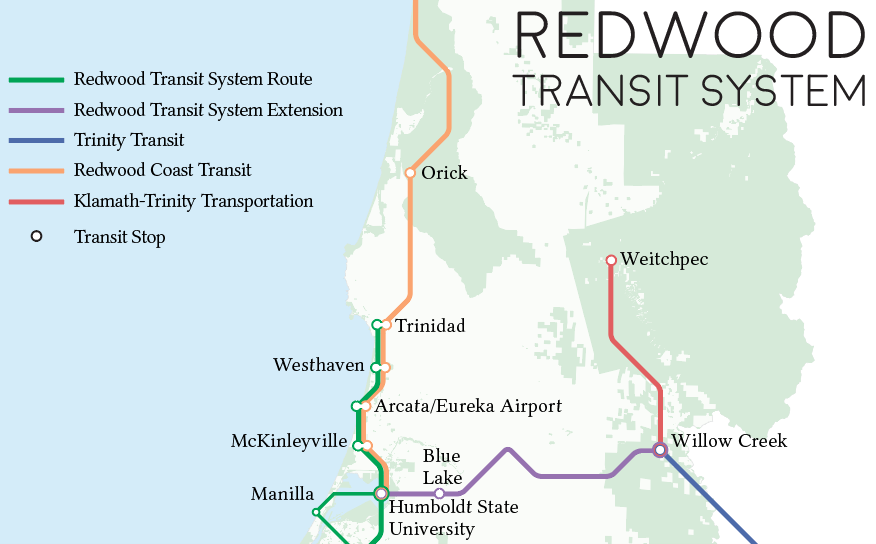 REDWOOD
TRANSIT SYSTEM
Redwood Transit System Route
Redwood Transit System Extension
Trinity Transit
Redwood Coast Transit
Klamath-Trinity Transportation
Transit Stop
Orick
Weitchpec
Trinidad
Westhaven
Arcata/Eureka Airport
McKinleyville
Willow Creek
Blue
Lake
Manilla
Humboldt State
University